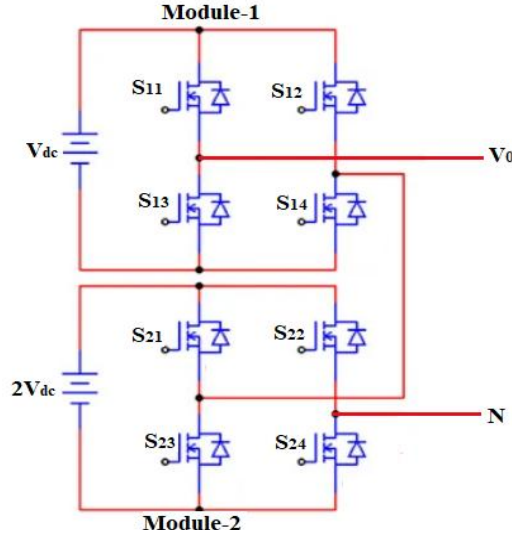 Module-1
S11
S12
Vdc
V0
S13
S14
S21
S22
2Vdc
N
S23
S24
Module-2